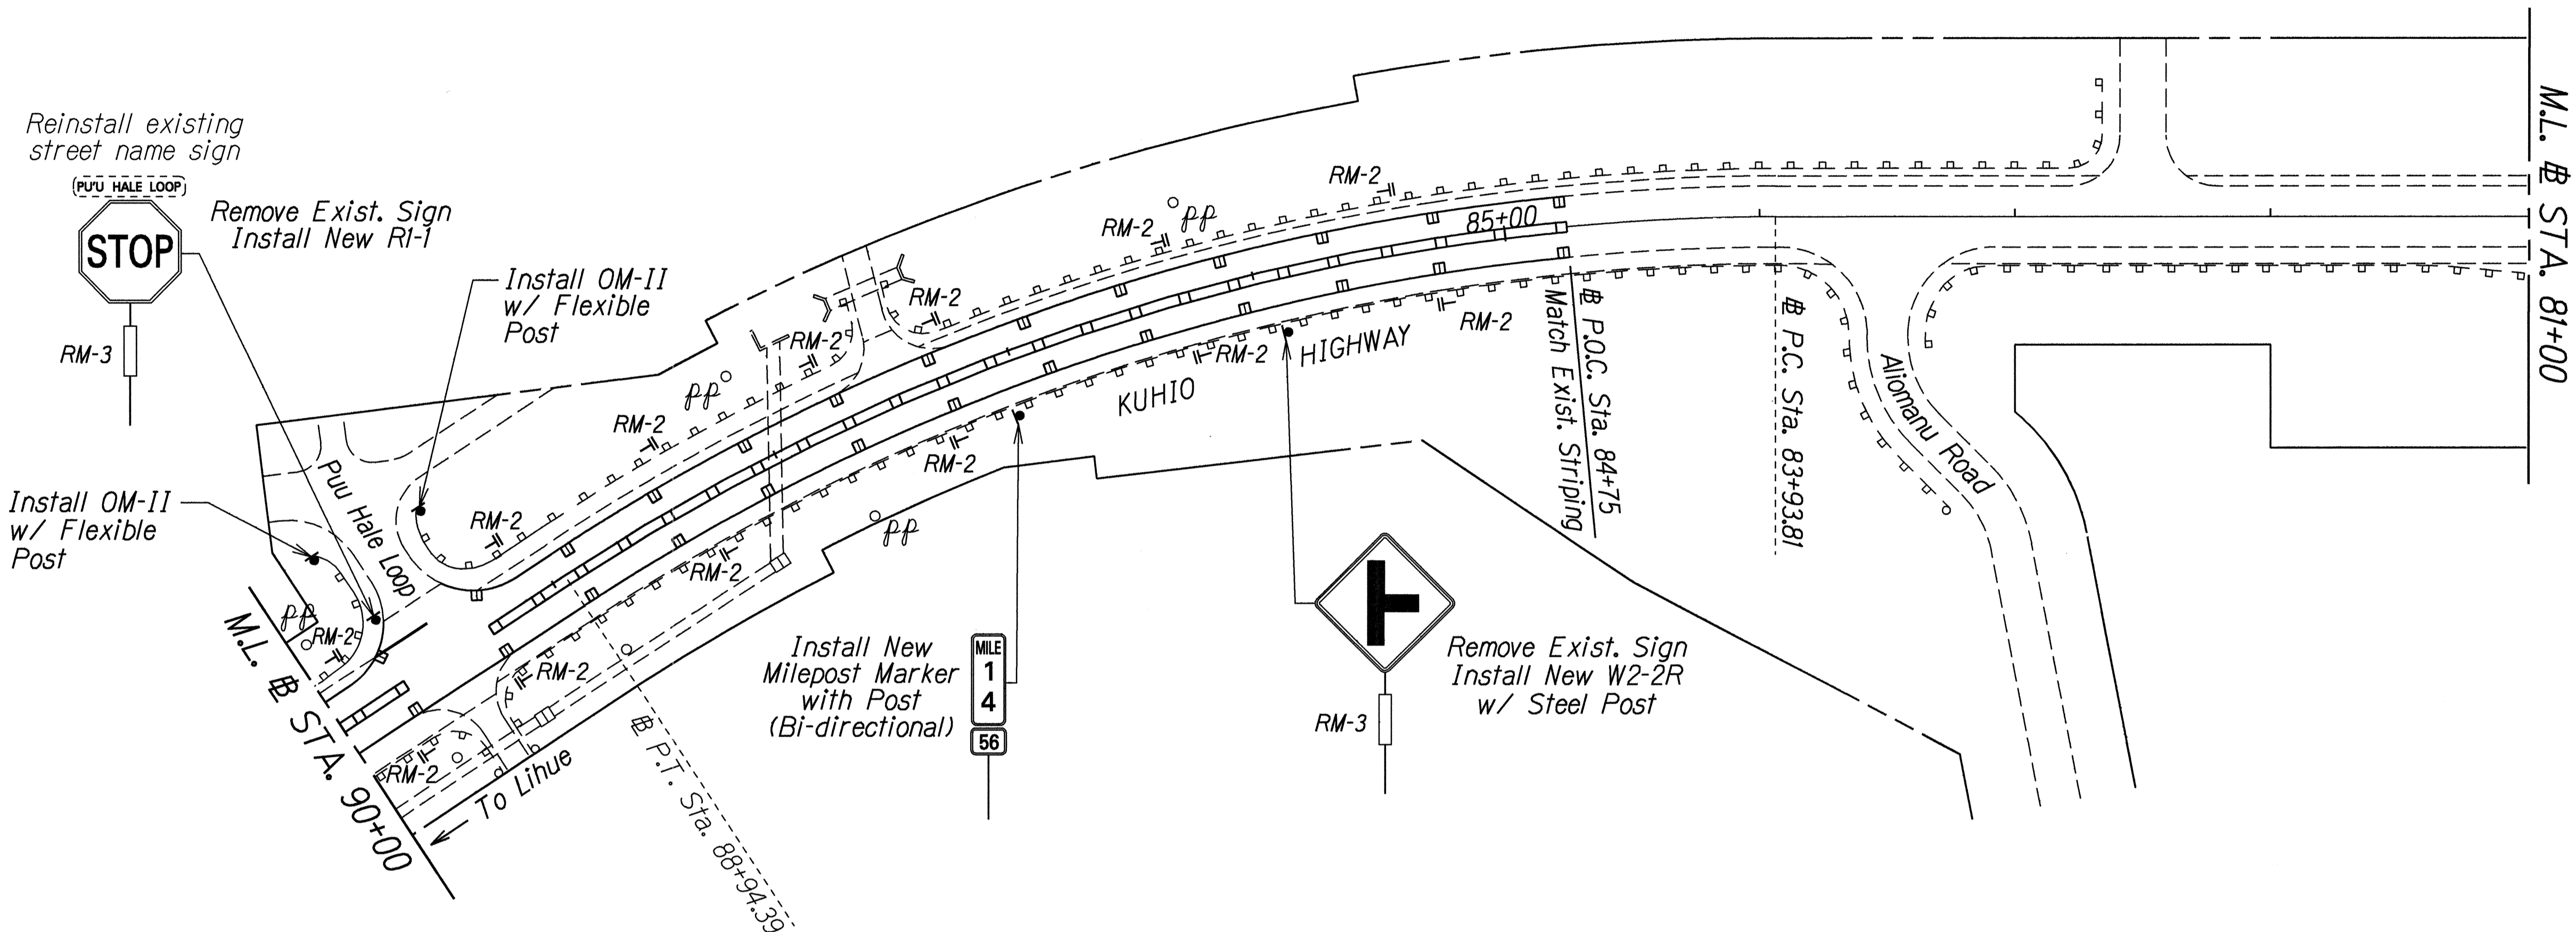 Reinstall existing
street name sign
PU'U HALE LOOP
STOP
Remove Exist. Sign
Install New R1-1
RM-3
Install OM-II
w/ Flexible
Post
Install OM-II
w/ Flexible
Post
Puu Hale Loop
pp
RM-2
M.L. B STA. 90+00
RM-2
To Lihue
RM-2
RM-2
RM-2
pp
RM-2
RM-2
pp
RM-2
RM-2
pp
RM-2
RM-2
85+00
RM-2
RM-2
KUHIO
HIGHWAY
B P.T. Sta. 88+94.39
Install New
Milepost Marker
with Post
(Bi-directional)
MILE
1
4
56
Remove Exist. Sign
Install New W2-2R
w/ Steel Post
RM-3
B P.O.C. Sta. 84+75
Match Exist. Striping
B P.C. Sta. 83+93.81
Aliomanu Road
M.L. B STA. 81+00